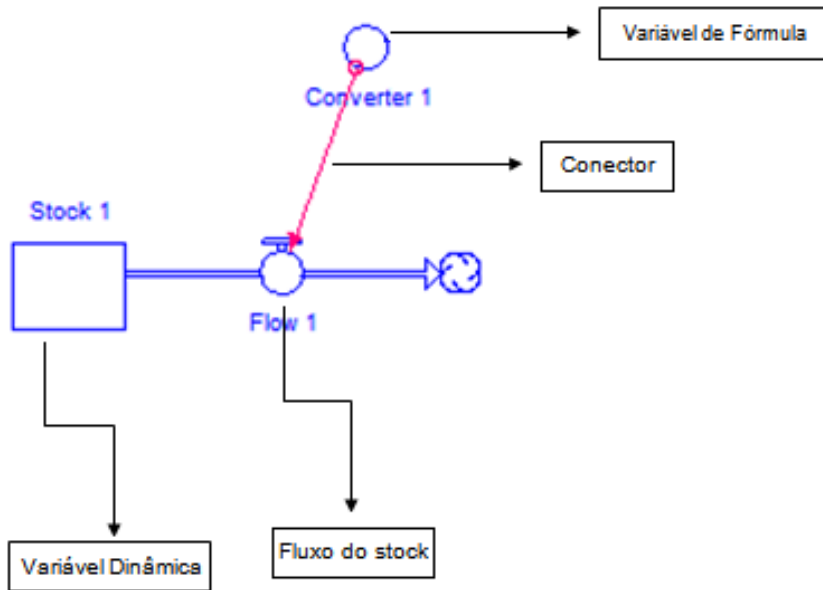 Variável de Fórmula
Converter 1
Conector
Stock 1
Flow 1
Fluxo do stock
Variável Dinâmica